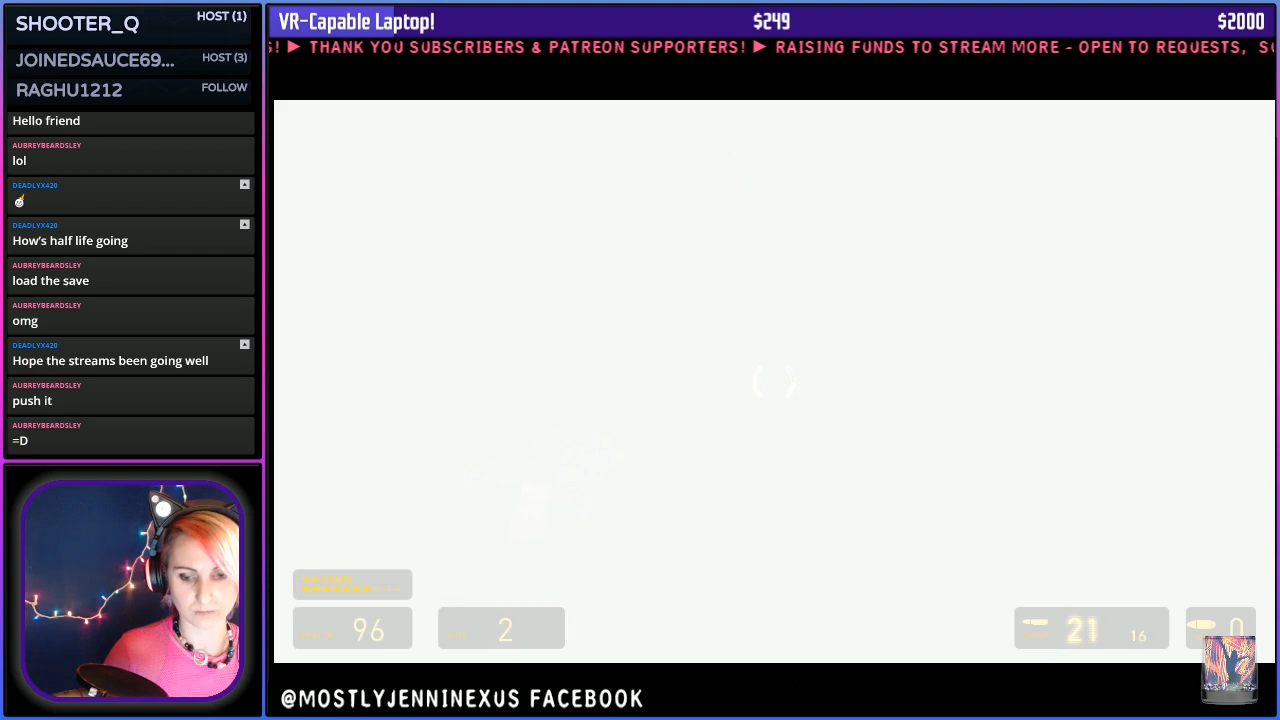 SHOOTER_Q
HOST (1)
JOINEDSAUCE69...
HOST (3)
RAGHU1212
FOLLOW
Hello friend
AUBREYBEARDSLEY
lol
DEADLYX420
DEADLYX420
How's half life going
AUBREYBEARDSLEY
load the save
AUBREYBEARDSLEY
omg
DEADLYX420
Hope the streams been going well
AUBREYBEARDSLEY
push it
AUBREYBEARDSLEY
=D
VR-Capable Laptop!
$249
$2000
S! ▶ THANK YOU SUBSCRIBERS & PATREON SUPPORTERS! ▶ RAISING FUNDS TO STREAM MORE - OPEN TO REQUESTS,
96
2
21
16
0
@MOSTLYJENNINEXUS FACEBOOK